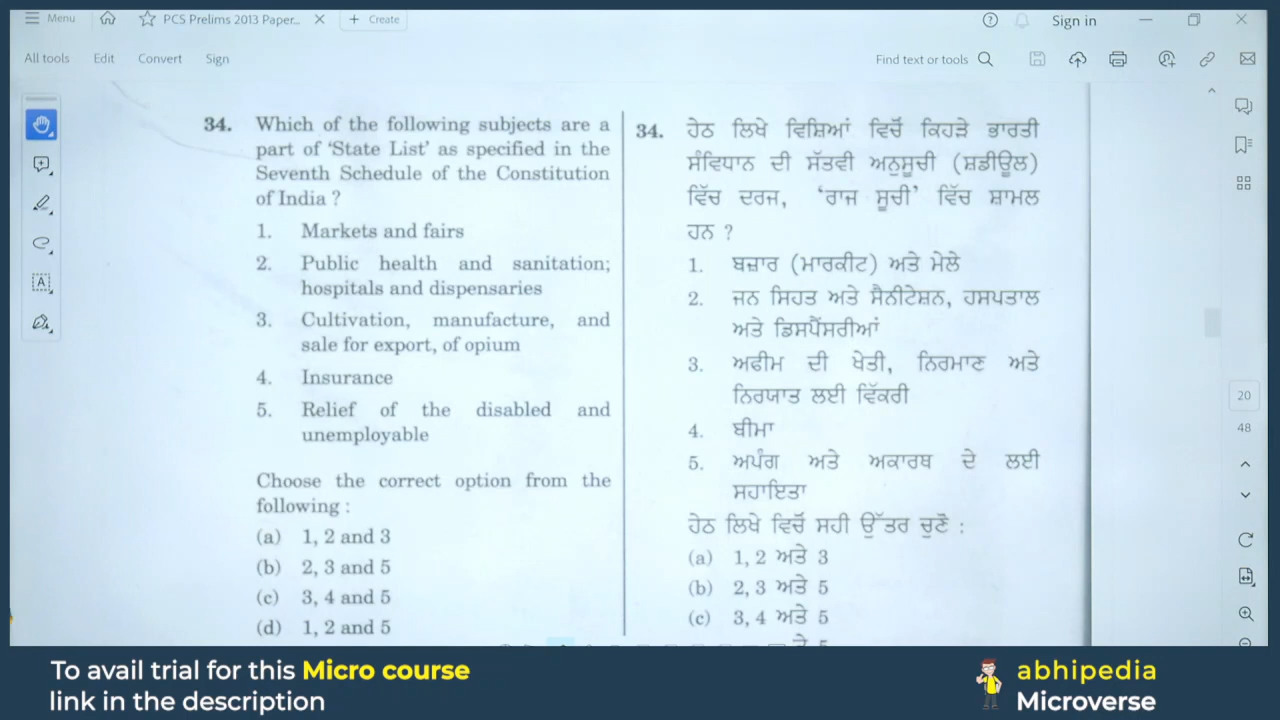 Menu
PCS Prelims 2013 Paper...
+ Create
Sign in
All tools Edit Convert Sign
Find text or tools
34. Which of the following subjects are a
part of 'State List' as specified in the
Seventh Schedule of the Constitution
of India ?
1. Markets and fairs
2. Public health and sanitation;
hospitals and dispensaries
3. Cultivation, manufacture, and
sale for export, of opium
4. Insurance
5. Relief of the disabled and
unemployable
Choose the correct option from the
following :
(a) 1, 2 and 3
(b) 2, 3 and 5
(c) 3, 4 and 5
(d) 1, 2 and 5
34. ਹੇਠ ਲਿਖੇ ਵਿਸ਼ਿਆਂ ਵਿਚੋਂ ਕਿਹੜੇ ਭਾਰਤੀ
ਸੰਵਿਧਾਨ ਦੀ ਸੱਤਵੀ ਅਨੁਸੂਚੀ (ਸ਼ਡੀਊਲ)
ਵਿੱਚ ਦਰਜ, 'ਰਾਜ ਸੂਚੀ' ਵਿੱਚ ਸ਼ਾਮਲ
ਹਨ ?
1. ਬਜ਼ਾਰ (ਮਾਰਕੀਟ) ਅਤੇ ਮੇਲੇ
2. ਜਨ ਸਿਹਤ ਅਤੇ ਸੈਨੀਟੇਸ਼ਨ, ਹਸਪਤਾਲ
ਅਤੇ ਡਿਸਪੈਂਸਰੀਆਂ
3. ਅਫੀਮ ਦੀ ਖੇਤੀ, ਨਿਰਮਾਣ ਅਤੇ
ਨਿਰਯਾਤ ਲਈ ਵਿੱਕਰੀ
4. ਬੀਮਾ
5. ਅਪੰਗ ਅਤੇ ਅਕਾਰਥ ਦੇ ਲਈ
ਸਹਾਇਤਾ
ਹੇਠ ਲਿਖੇ ਵਿਚੋਂ ਸਹੀ ਉੱਤਰ ਚੁਣੋ :
(a) 1, 2 ਅਤੇ 3
(b) 2, 3 ਅਤੇ 5
(c) 3, 4 ਅਤੇ 5
20
48
To avail trial for this Micro course
link in the description
abhipedia
Microverse